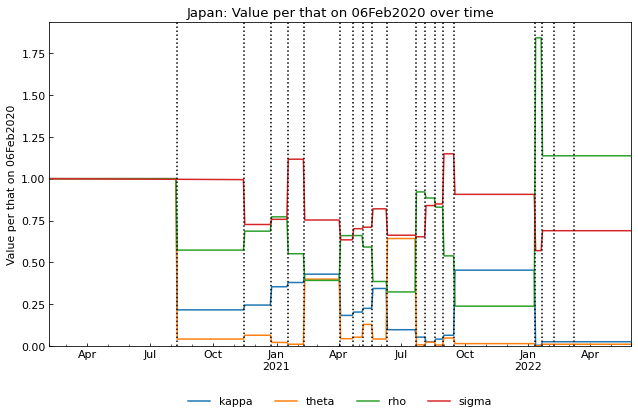 Japan: Value per that on 06Feb2020 over time
Value per that on 06Feb2020
1.75
1.50
1.25
1.00
0.75
0.50
0.25
0.00
Apr Jul Oct Jan Apr Jul Oct Jan Apr
2021 2022
kappa theta rho sigma